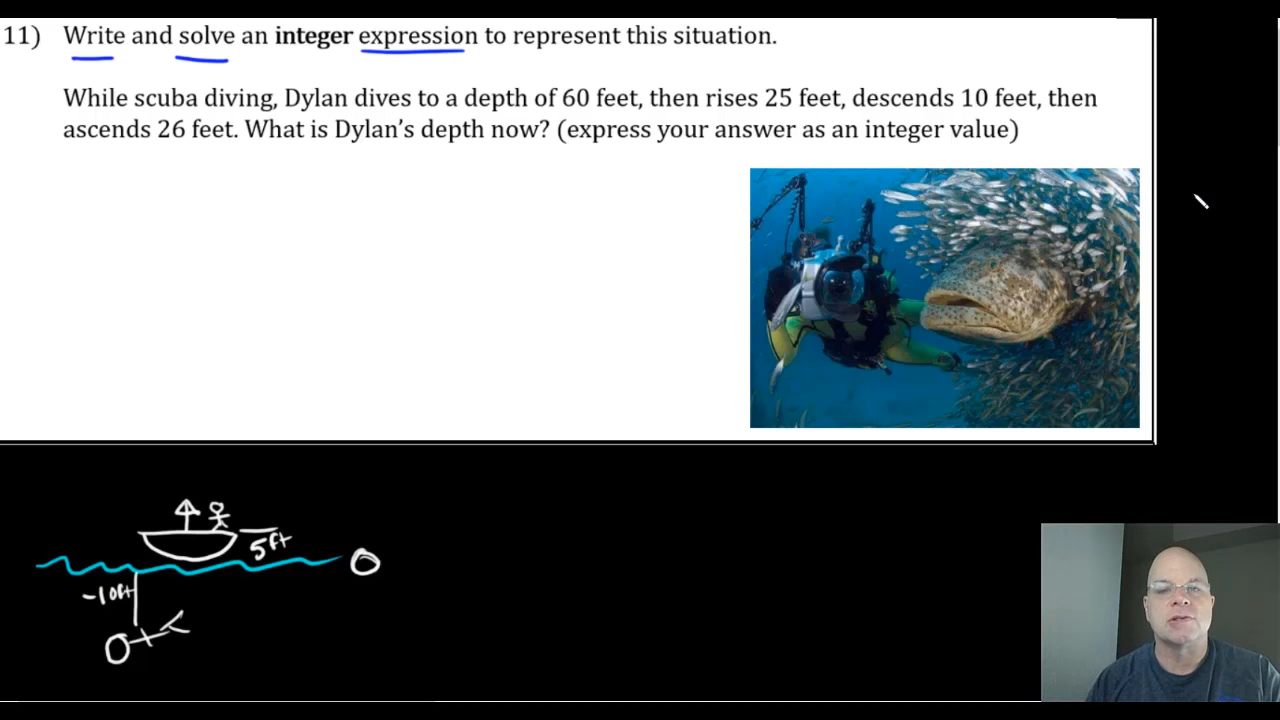 11) Write and solve an integer expression to represent this situation.
While scuba diving, Dylan dives to a depth of 60 feet, then rises 25 feet, descends 10 feet, then
ascends 26 feet. What is Dylan's depth now? (express your answer as an integer value)
5 ft
0
-10ft